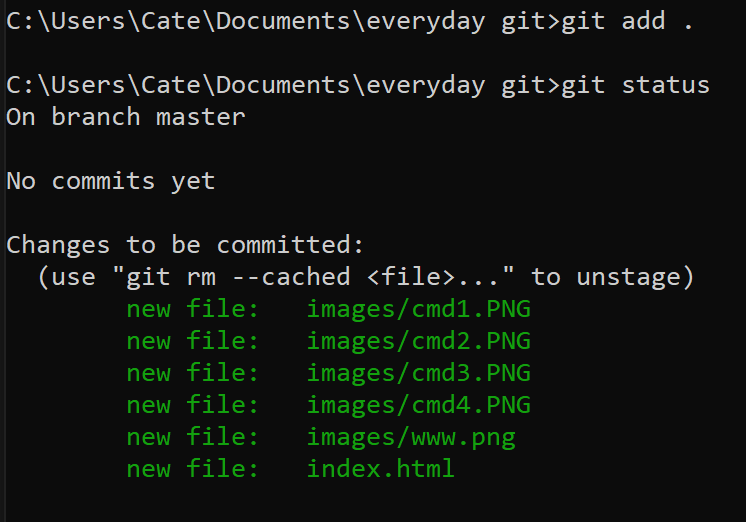 C:\Users\Cate\Documents\everyday git>git add .
C:\Users\Cate\Documents\everyday git>git status
On branch master
No commits yet
Changes to be committed:
  (use "git rm --cached <file>..." to unstage)
        new file:   images/cmd1.PNG
        new file:   images/cmd2.PNG
        new file:   images/cmd3.PNG
        new file:   images/cmd4.PNG
        new file:   images/www.png
        new file:   index.html